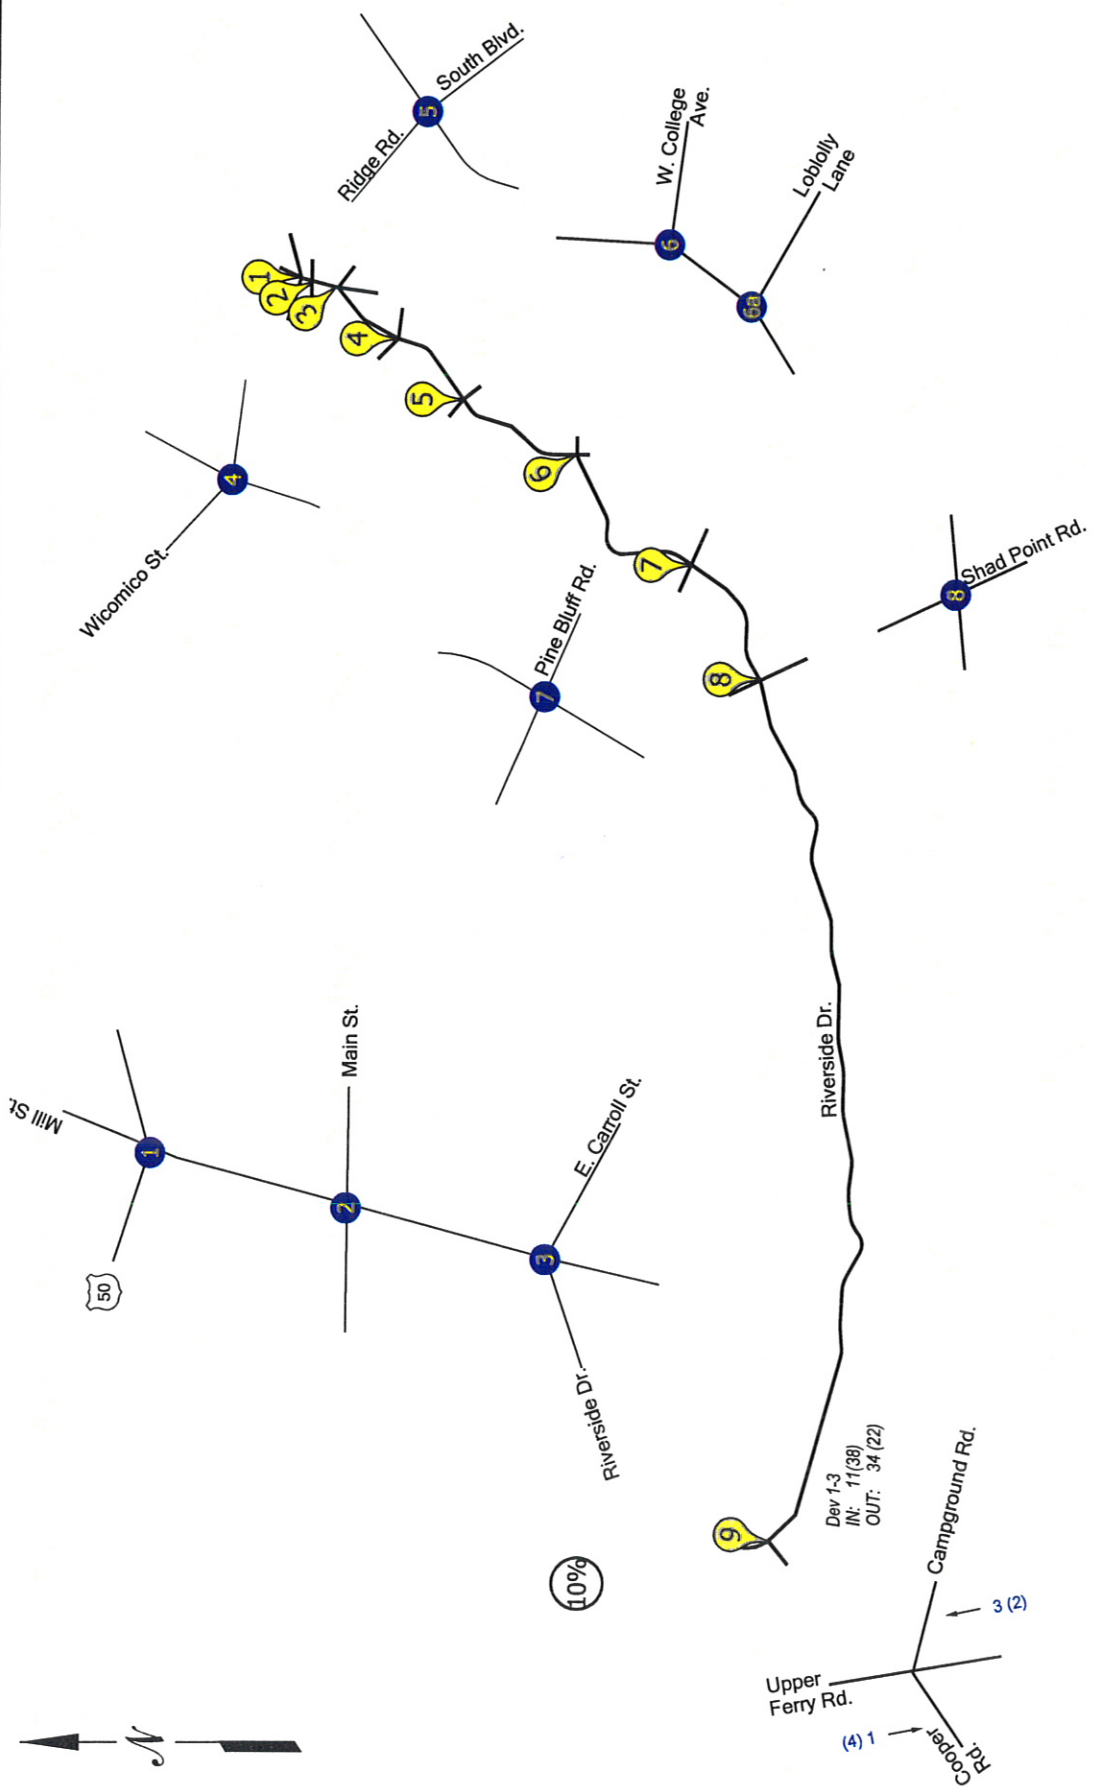 5
South Blvd.
Ridge Rd.
W. College
Ave.
6
Loblolly
Lane
6a
1
2
3
4
5
6
7
8
4
Wicomico St.
Pine Bluff Rd.
7
8
Shad Point Rd.
Mill St.
1
50
Main St.
2
E. Carroll St.
3
Riverside Dr.
Riverside Dr.
9
10%
Dev 1-3
IN: 11(38)
OUT: 34 (22)
Campground Rd.
3 (2)
Upper
Ferry Rd.
(4) 1
Cooper
Rd.
N